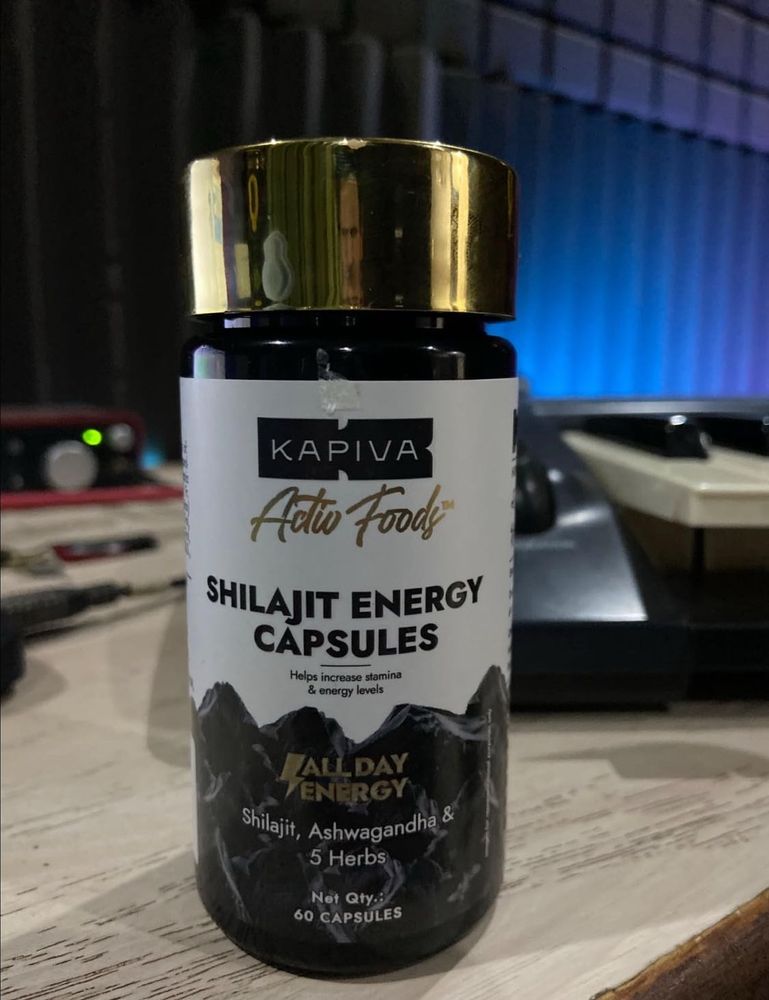 KAPIVA
Activ Foods™
SHILAJIT ENERGY
CAPSULES
Helps increase stamina
& energy levels
ALL DAY
ENERGY
Shilajit, Ashwagandha &
5 Herbs
Net Qty.:
60 CAPSULES